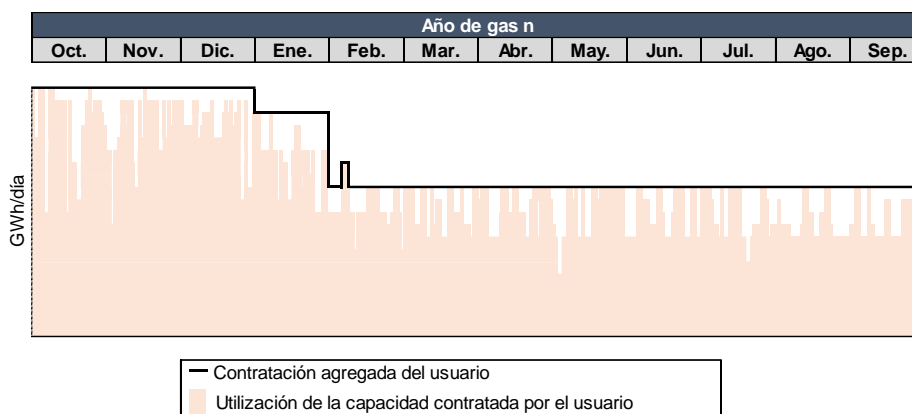 Año de gas n
Oct. Nov. Dic. Ene. Feb. Mar. Abr. May. Jun. Jul. Ago. Sep.
GWh/día
Contratación agregada del usuario
Utilización de la capacidad contratada por el usuario